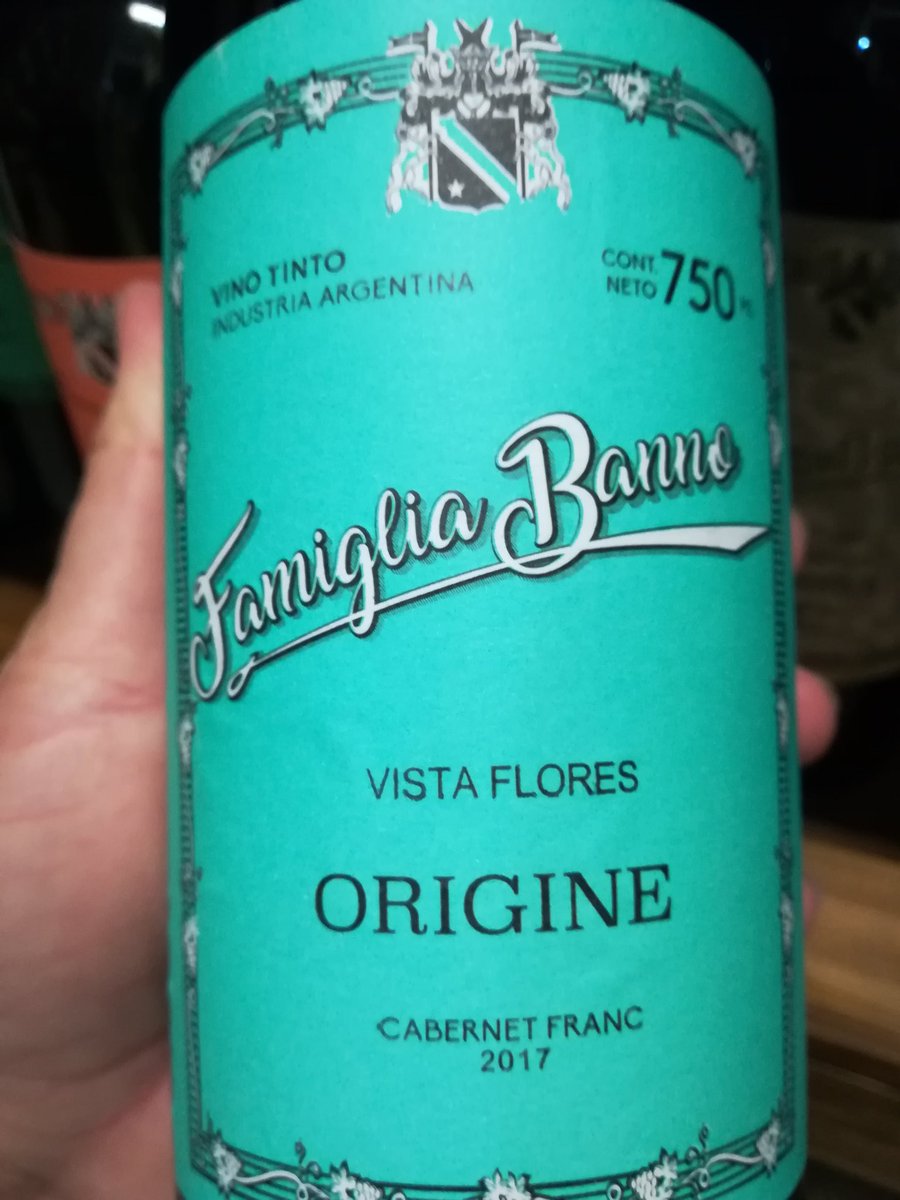 VINO TINTO
INDUSTRIA ARGENTINA
CONT.
NETO 750
Famiglia Banno
VISTA FLORES
ORIGINE
CABERNET FRANC
2017